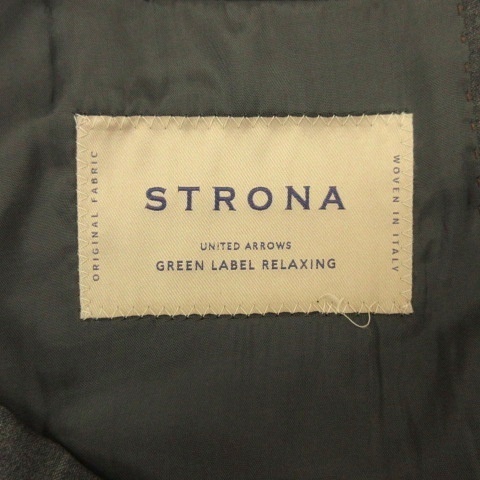 ORIGINAL FABRIC
STRONA
UNITED ARROWS
GREEN LABEL RELAXING
WOVEN IN ITALY